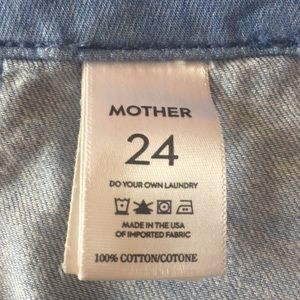 MOTHER
24
DO YOUR OWN LAUNDRY
MADE IN THE USA
OF IMPORTED FABRIC
100% COTTON/COTONE